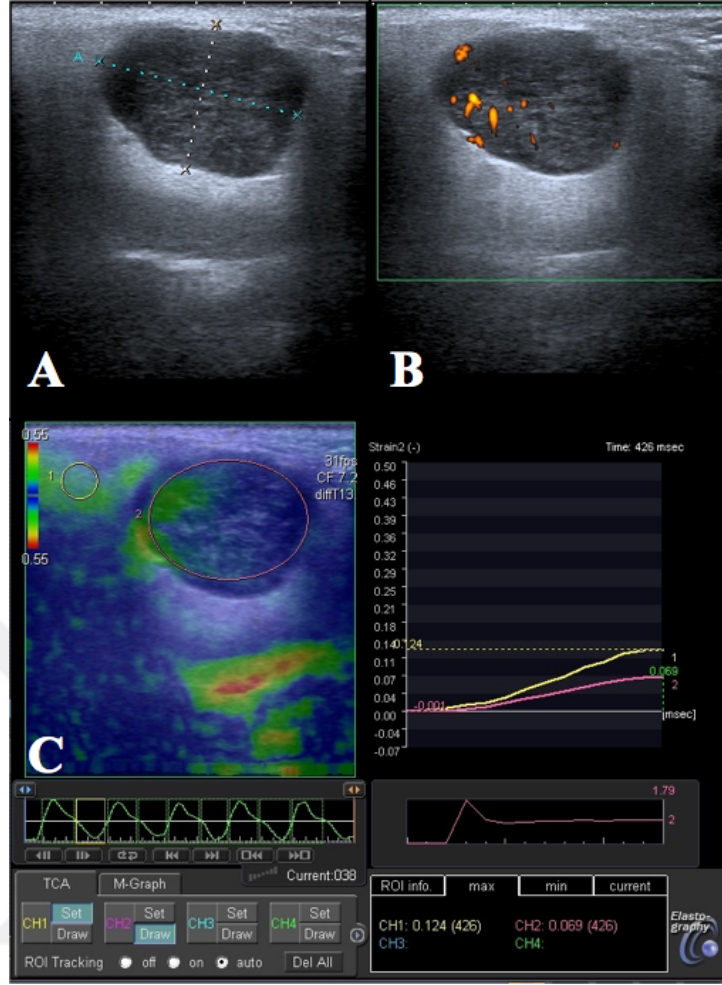 A
A
B
0.55
1
2
0.55
31fps
CF 7.2
diffT13
C
Strain2 (-)
Time: 426 msec
0.50
0.46
0.43
0.39
0.36
0.32
0.29
0.25
0.21
0.18
0.14
0.124
0.11
0.07
0.04
0.00
-0.04
-0.07
-0.001
1
0.069
2
[msec]
1.79
2
Current:038
TCA
M-Graph
CH1 Set Draw
CH2 Set Draw
CH3 Set Draw
CH4 Set Draw
ROI Tracking off on auto Del All
ROI info. max min current
CH1: 0.124 (426) CH2: 0.069 (426)
CH3: CH4:
Elasto-
graphy